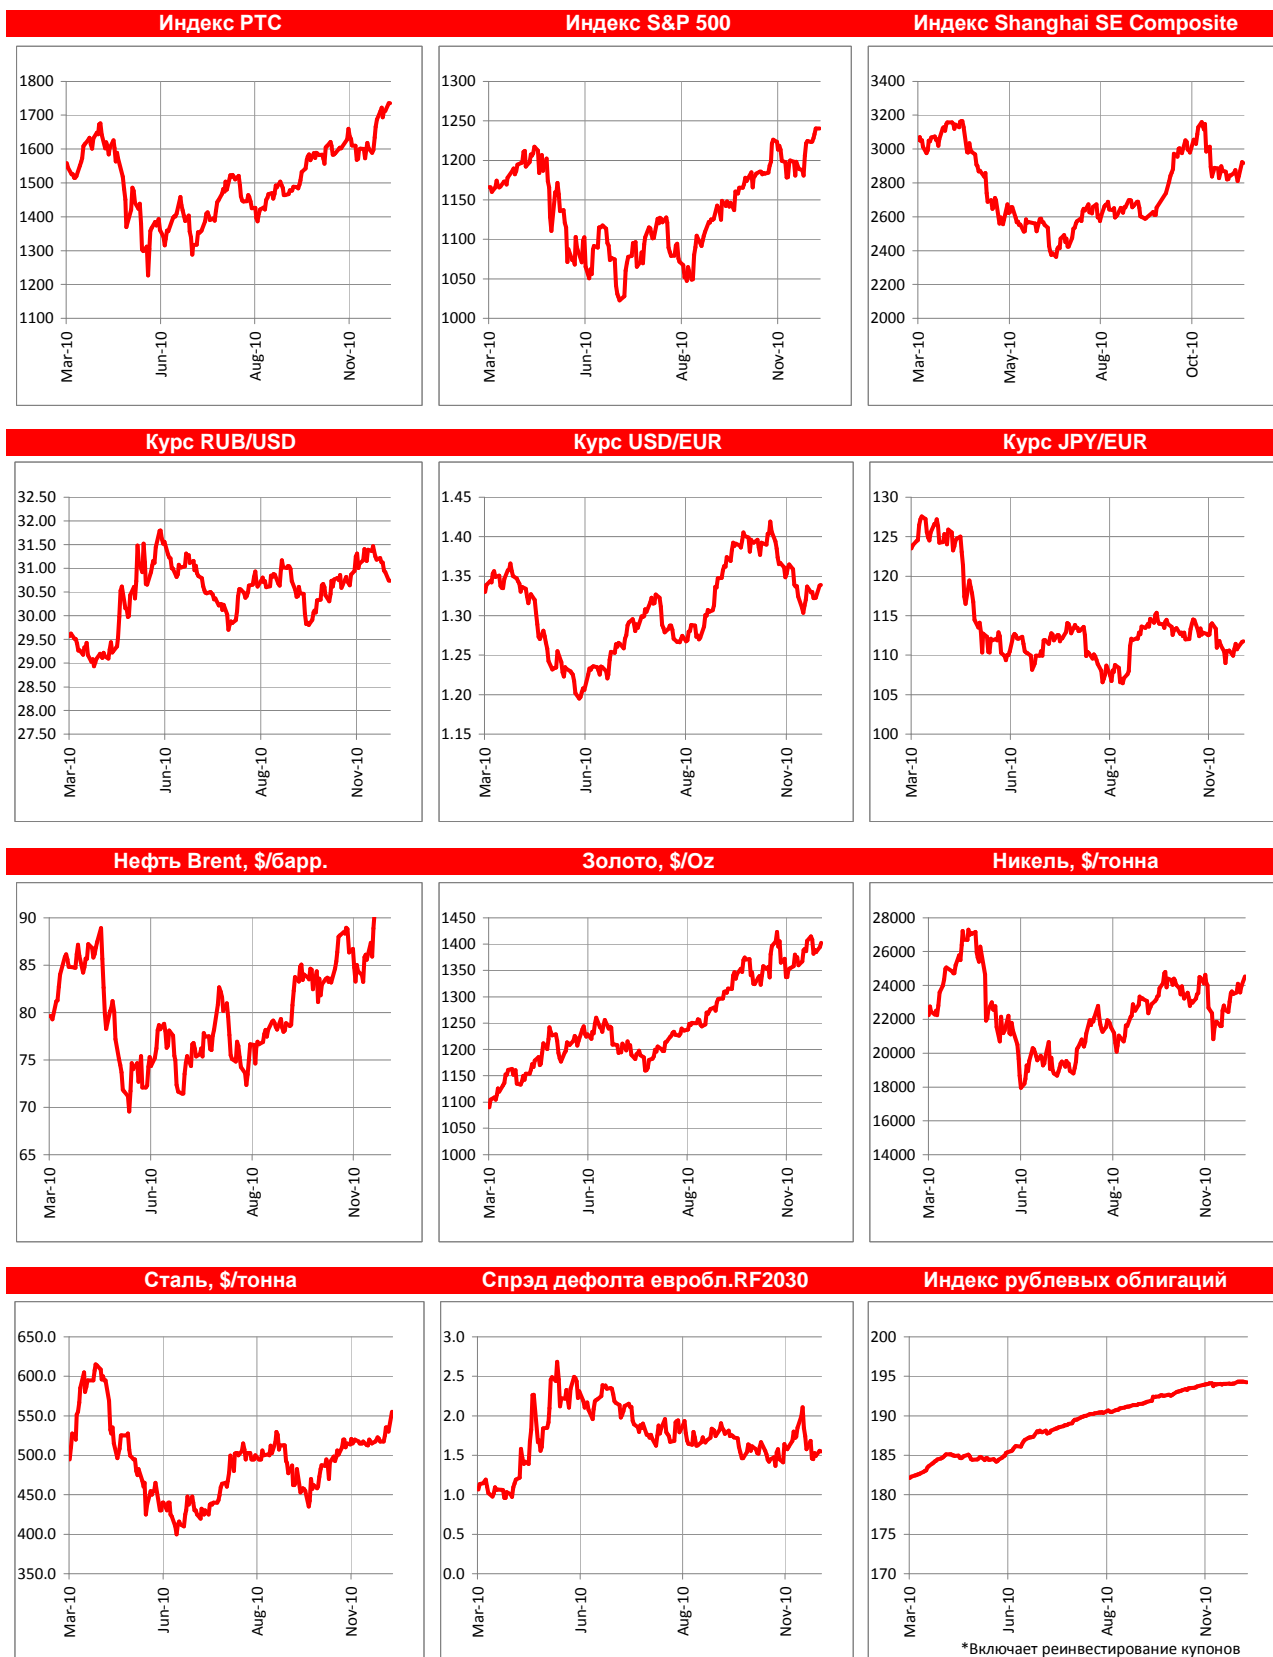 Индекс РТС
Индекс S&P 500
Индекс Shanghai SE Composite
1800
1700
1600
1500
1400
1300
1200
1100
Mar-10
Jun-10
Aug-10
Nov-10
1300
1250
1200
1150
1100
1050
1000
Mar-10
Jun-10
Aug-10
Nov-10
3400
3200
3000
2800
2600
2400
2200
2000
Mar-10
May-10
Aug-10
Oct-10
Курс RUB/USD
Курс USD/EUR
Курс JPY/EUR
32.50
32.00
31.50
31.00
30.50
30.00
29.50
29.00
28.50
28.00
27.50
Mar-10
Jun-10
Aug-10
Nov-10
1.45
1.40
1.35
1.30
1.25
1.20
1.15
Mar-10
Jun-10
Aug-10
Nov-10
130
125
120
115
110
105
100
Mar-10
Jun-10
Aug-10
Nov-10
Нефть Brent, $/барр.
Золото, $/Oz
Никель, $/тонна
90
85
80
75
70
65
Mar-10
Jun-10
Aug-10
Nov-10
1450
1400
1350
1300
1250
1200
1150
1100
1050
1000
Mar-10
Jun-10
Aug-10
Nov-10
28000
26000
24000
22000
20000
18000
16000
14000
Mar-10
Jun-10
Aug-10
Nov-10
Сталь, $/тонна
Спрэд дефолта евробл.RF2030
Индекс рублевых облигаций
650.0
600.0
550.0
500.0
450.0
400.0
350.0
Mar-10
Jun-10
Aug-10
Nov-10
3.0
2.5
2.0
1.5
1.0
0.5
0.0
Mar-10
Jun-10
Aug-10
Nov-10
200
195
190
185
180
175
170
Mar-10
Jun-10
Aug-10
Nov-10
*Включает реинвестирование купонов